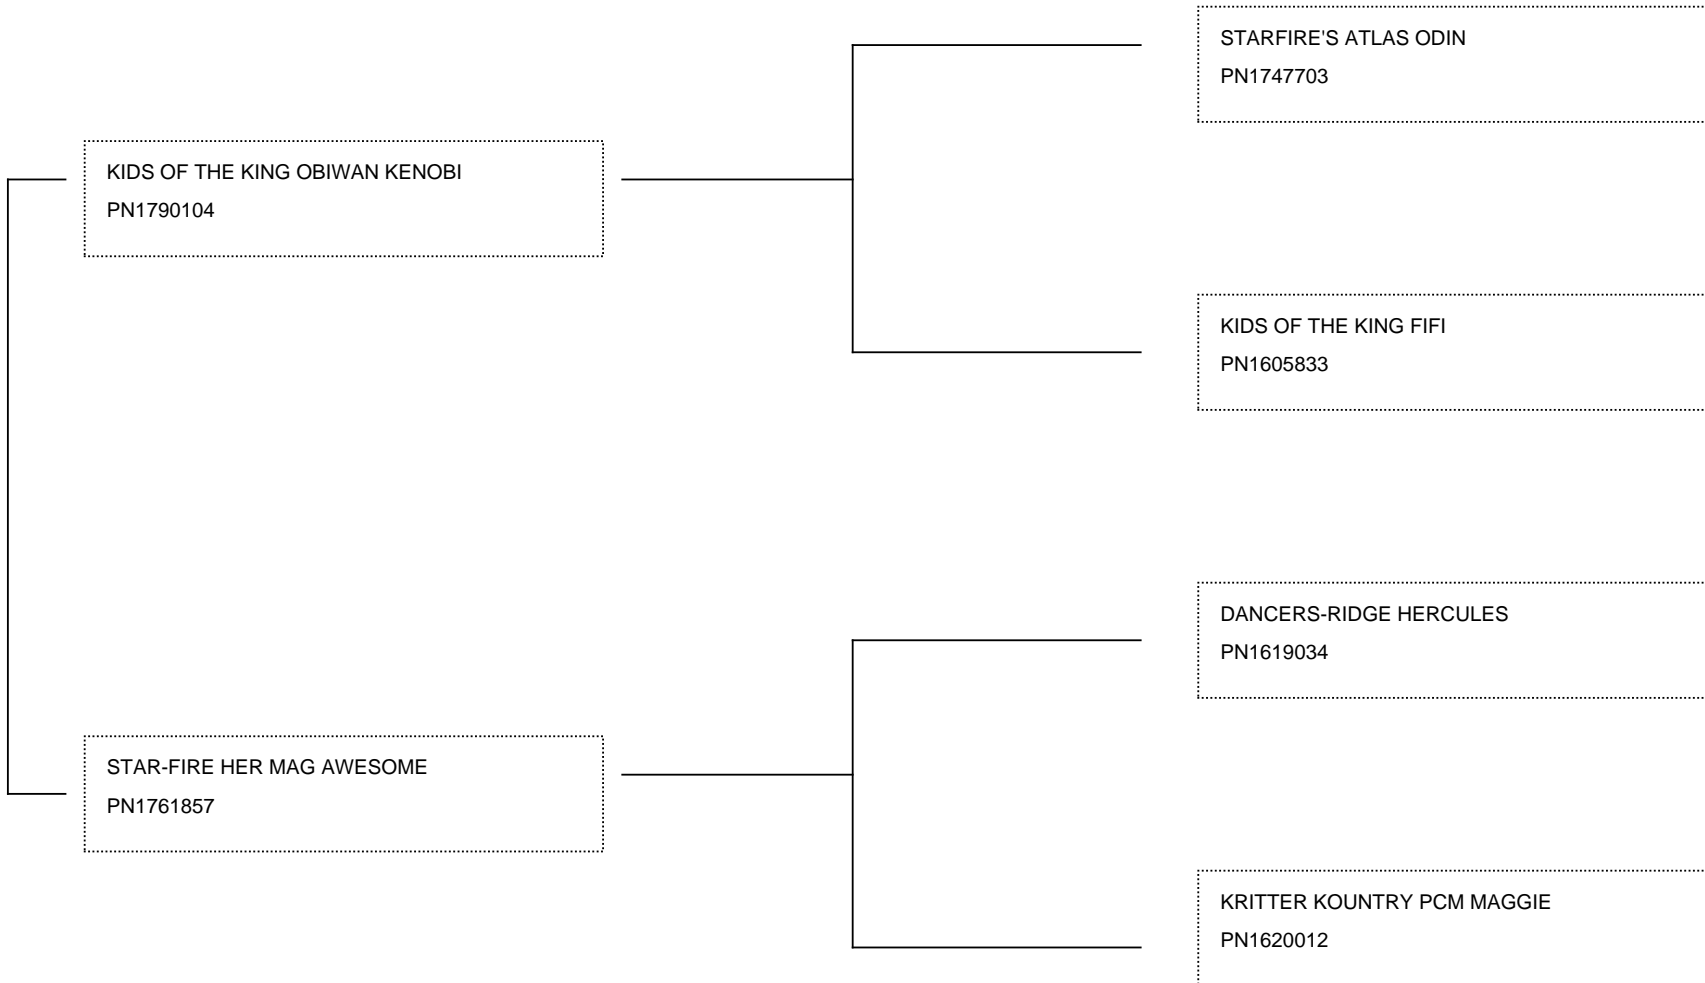 STARFIRE'S ATLAS ODIN
PN1747703
KIDS OF THE KING OBIWAN KENOBI
PN1790104
KIDS OF THE KING FIFI
PN1605833
DANCERS-RIDGE HERCULES
PN1619034
STAR-FIRE HER MAG AWESOME
PN1761857
KRITTER KOUNTRY PCM MAGGIE
PN1620012